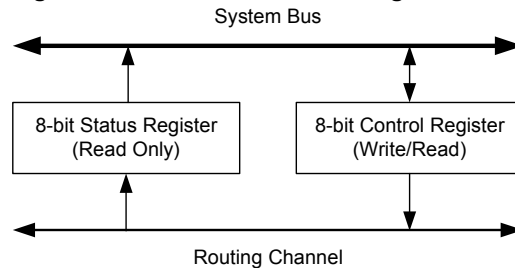 System Bus
8-bit Status Register
(Read Only)
8-bit Control Register
(Write/Read)
Routing Channel